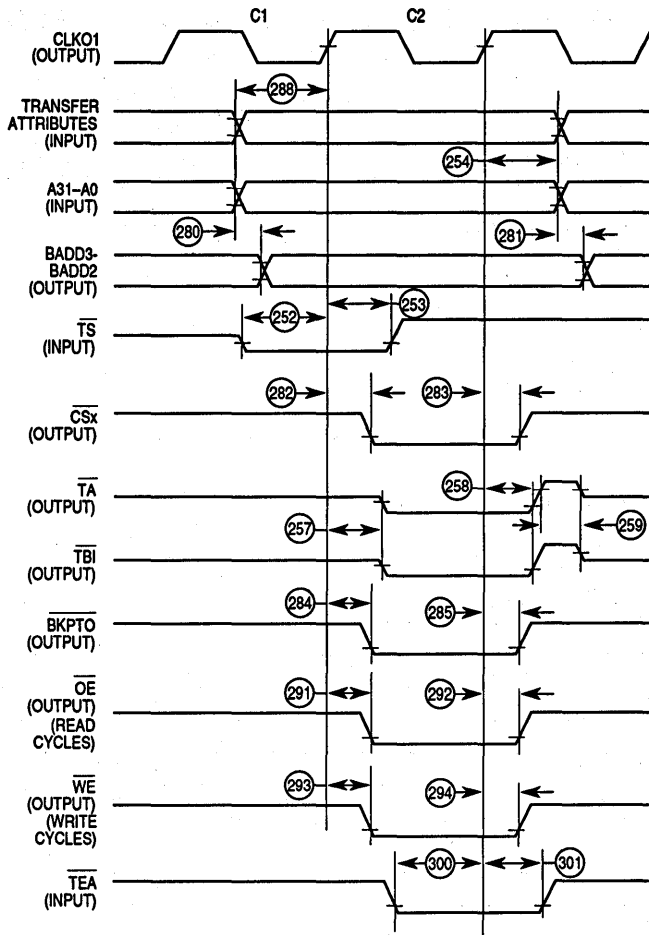 C1 C2
CLKO1
(OUTPUT)
288
TRANSFER
ATTRIBUTES
(INPUT)
254
A31–A0
(INPUT)
280 281
BADD3-
BADD2
(OUTPUT)
252 253
TS
(INPUT)
282 283
CSx
(OUTPUT)
258
TA
(OUTPUT)
257 259
TBI
(OUTPUT)
284 285
BKPTO
(OUTPUT)
291 292
OE
(OUTPUT)
(READ
CYCLES)
293 294
WE
(OUTPUT)
(WRITE
CYCLES)
300 301
TEA
(INPUT)